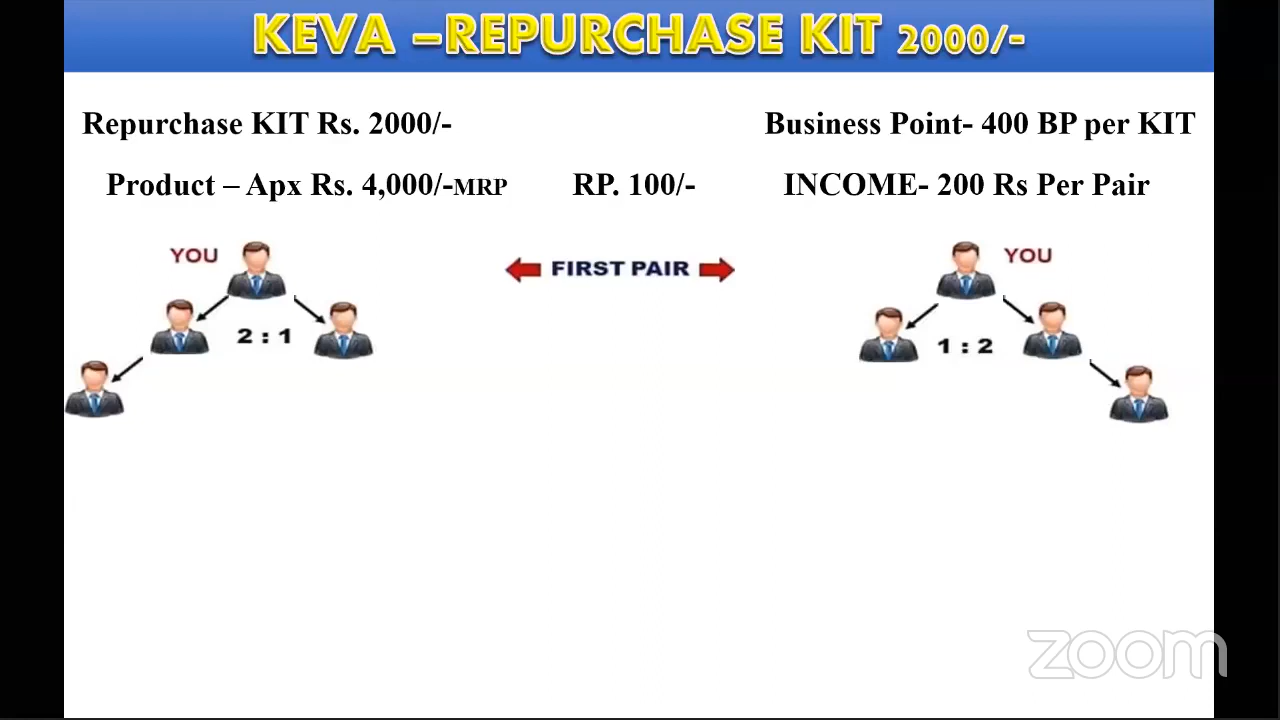 KEVA –REPURCHASE KIT 2000/-
Repurchase KIT Rs. 2000/- Business Point- 400 BP per KIT
Product – Apx Rs. 4,000/-MRP RP. 100/- INCOME- 200 Rs Per Pair
YOU FIRST PAIR YOU
2 : 1 1 : 2
zoom